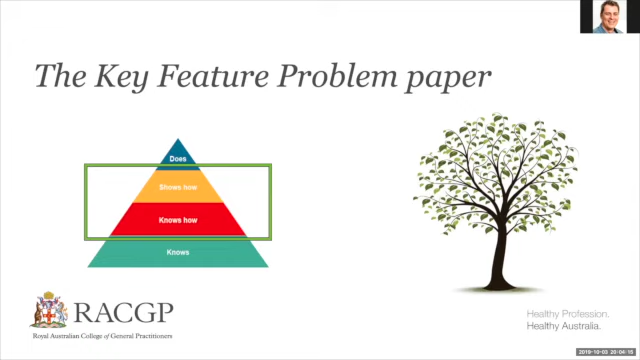 The Key Feature Problem paper
Does
Shows how
Knows how
Knows
RACGP
Royal Australian College of General Practitioners
Healthy Profession.
Healthy Australia.
2019-10-03 20:04:15